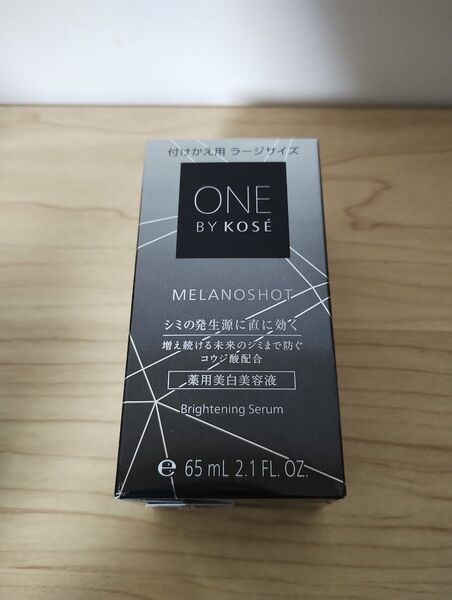 付けかえ用 ラージサイズ
ONE
BY KOSÉ
MELANOSHOT
シミの発生源に直に効く
増え続ける未来のシミまで防ぐ
コウジ酸配合
薬用美白美容液
Brightening Serum
℮ 65 mL 2.1 FL. OZ.